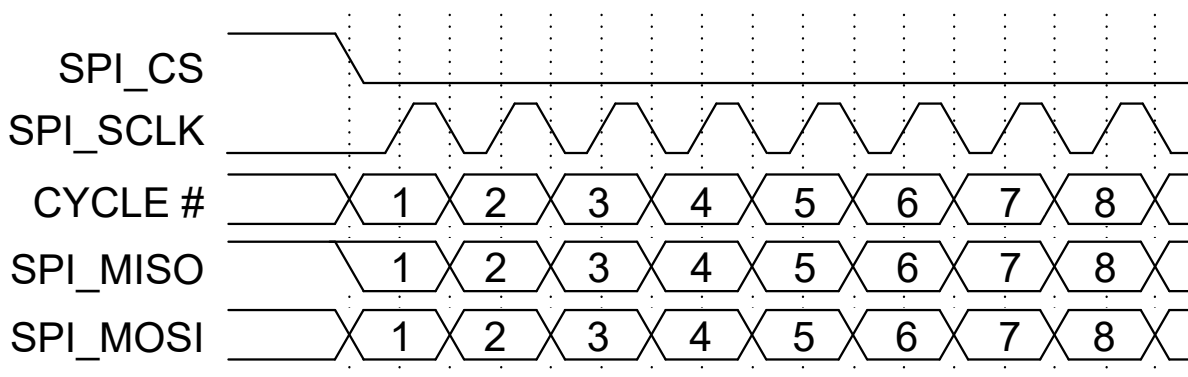 SPI_CS
SPI_SCLK
CYCLE # 1 2 3 4 5 6 7 8
SPI_MISO 1 2 3 4 5 6 7 8
SPI_MOSI 1 2 3 4 5 6 7 8